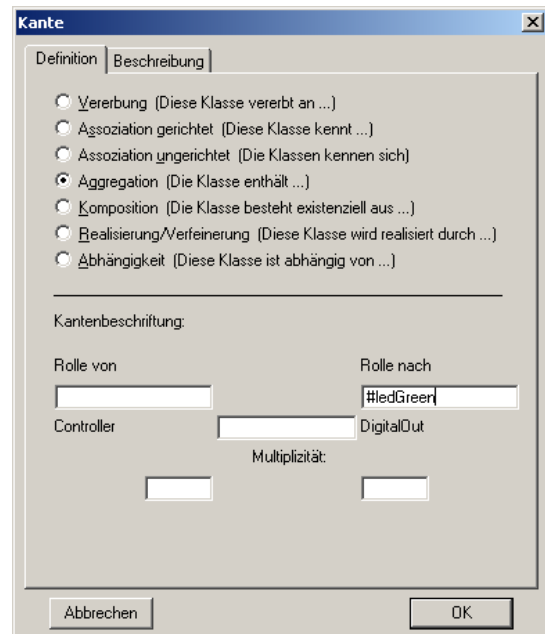 Kante
Definition Beschreibung
Vererbung (Diese Klasse vererbt an ...)
Assoziation gerichtet (Diese Klasse kennt ...)
Assoziation ungerichtet (Die Klassen kennen sich)
Aggregation (Die Klasse enthält ...)
Komposition (Die Klasse besteht existenziell aus ...)
Realisierung/Verfeinerung (Diese Klasse wird realisiert durch ...)
Abhängigkeit (Diese Klasse ist abhängig von ...)
Kantenbeschriftung:
Rolle von Rolle nach
#ledGreen
Controller DigitalOut
Multiplizität:
Abbrechen OK